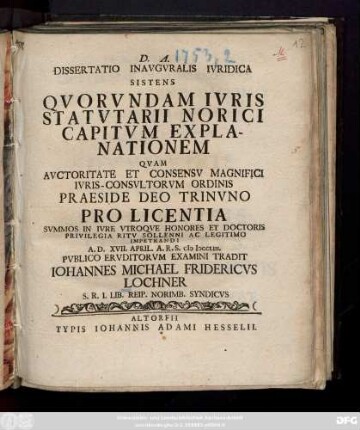 D. A. 1753, 2
12
DISSERTATIO INAVGVRALIS IVRIDICA
SISTENS
QVORVNDAM IVRIS
STATVTARII NORICI
CAPITVM EXPLA-
NATIONEM
QVAM
AVCTORITATE ET CONSENSV MAGNIFICI
IVRIS-CONSVLTORVM ORDINIS
PRAESIDE DEO TRINVNO
PRO LICENTIA
SVMMOS IN IVRE VTROQVE HONORES ET DOCTORIS
PRIVILEGIA RITV SOLLENNI AC LEGITIMO
IMPETRANDI
A. D. XVII. APRIL. A. R. S.
PVBLICO ERVDITORVM EXAMINI TRADIT
IOHANNES MICHAEL FRIDERICVS
LOCHNER
S. R. I. LIB. REIP. NORIMB. SYNDICVS
ALTORFII
TYPIS IOHANNIS ADAMI HESSELII.
DFG